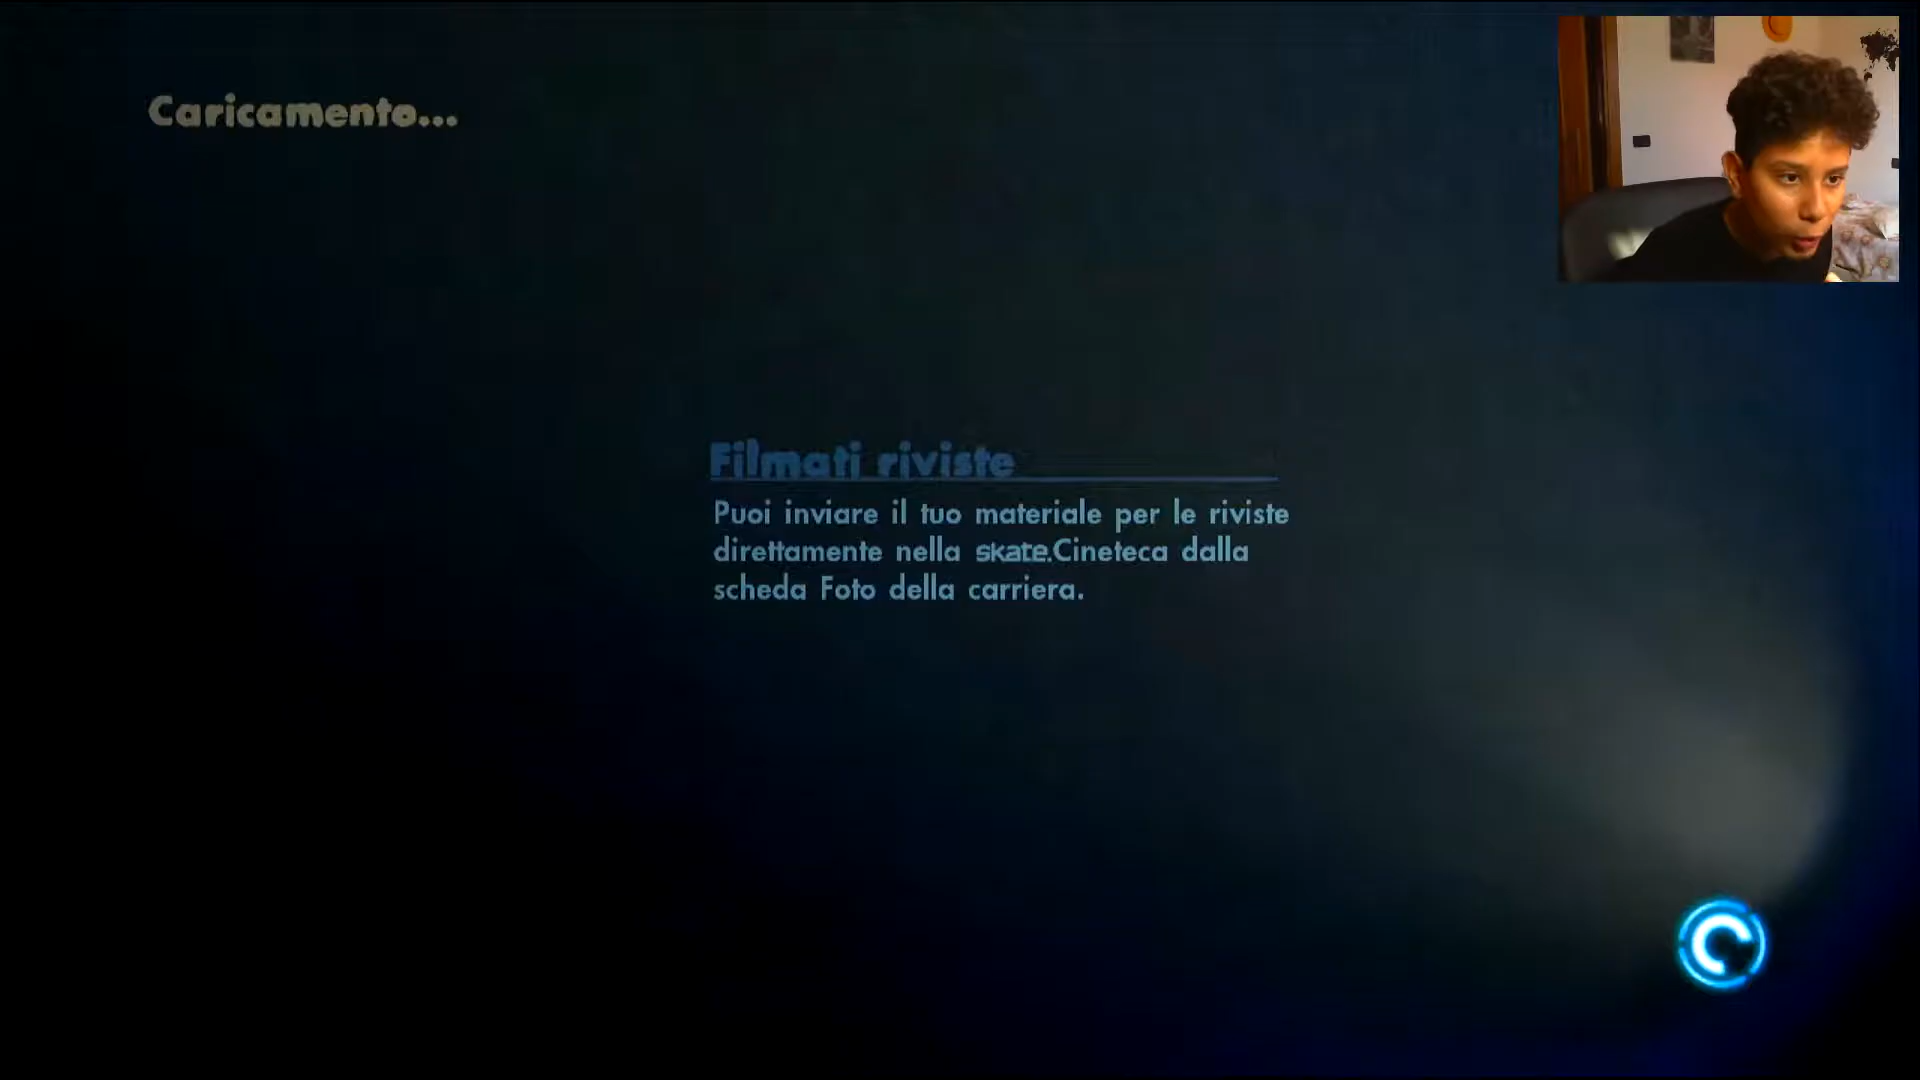 Caricamento...
Filmati riviste
Puoi inviare il tuo materiale per le riviste
direttamente nella skate.Cineteca dalla
scheda Foto della carriera.